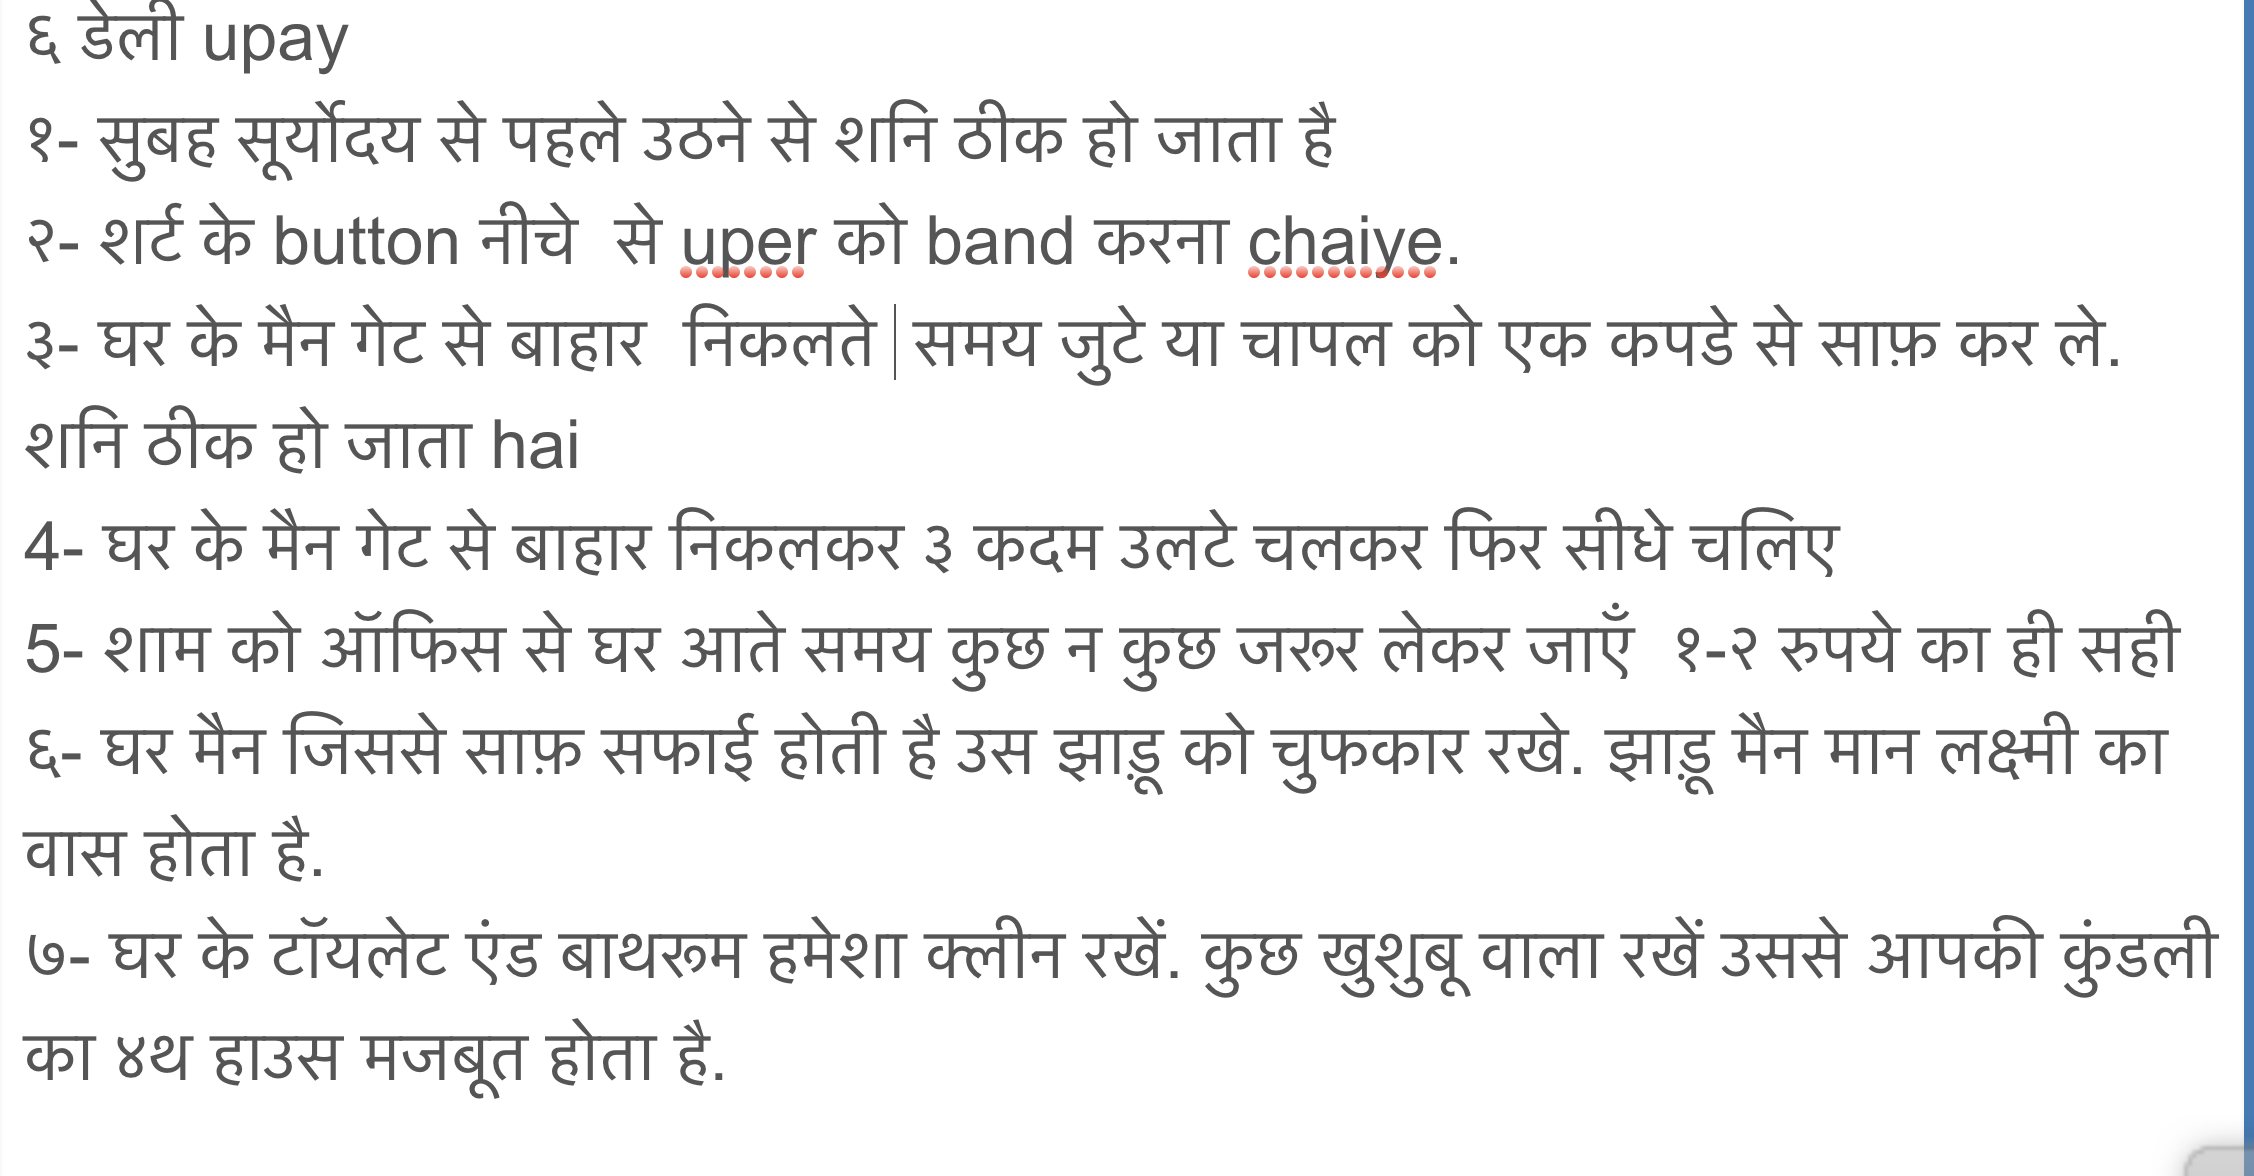 ६ डेली upay
१- सुबह सूर्योदय से पहले उठने से शनि ठीक हो जाता है
२- शर्ट के button नीचे से uper को band करना chaiye.
३- घर के मैन गेट से बाहार निकलते समय जुटे या चापल को एक कपडे से साफ़ कर ले.
शनि ठीक हो जाता hai
4- घर के मैन गेट से बाहार निकलकर ३ कदम उलटे चलकर फिर सीधे चलिए
5- शाम को ऑफिस से घर आते समय कुछ न कुछ जरूर लेकर जाएँ १-२ रुपये का ही सही
६- घर मैन जिससे साफ़ सफाई होती है उस झाड़ू को चुफकार रखे. झाड़ू मैन मान लक्ष्मी का
वास होता है.
७- घर के टॉयलेट एंड बाथरूम हमेशा क्लीन रखें. कुछ खुशुबू वाला रखें उससे आपकी कुंडली
का ४थ हाउस मजबूत होता है.